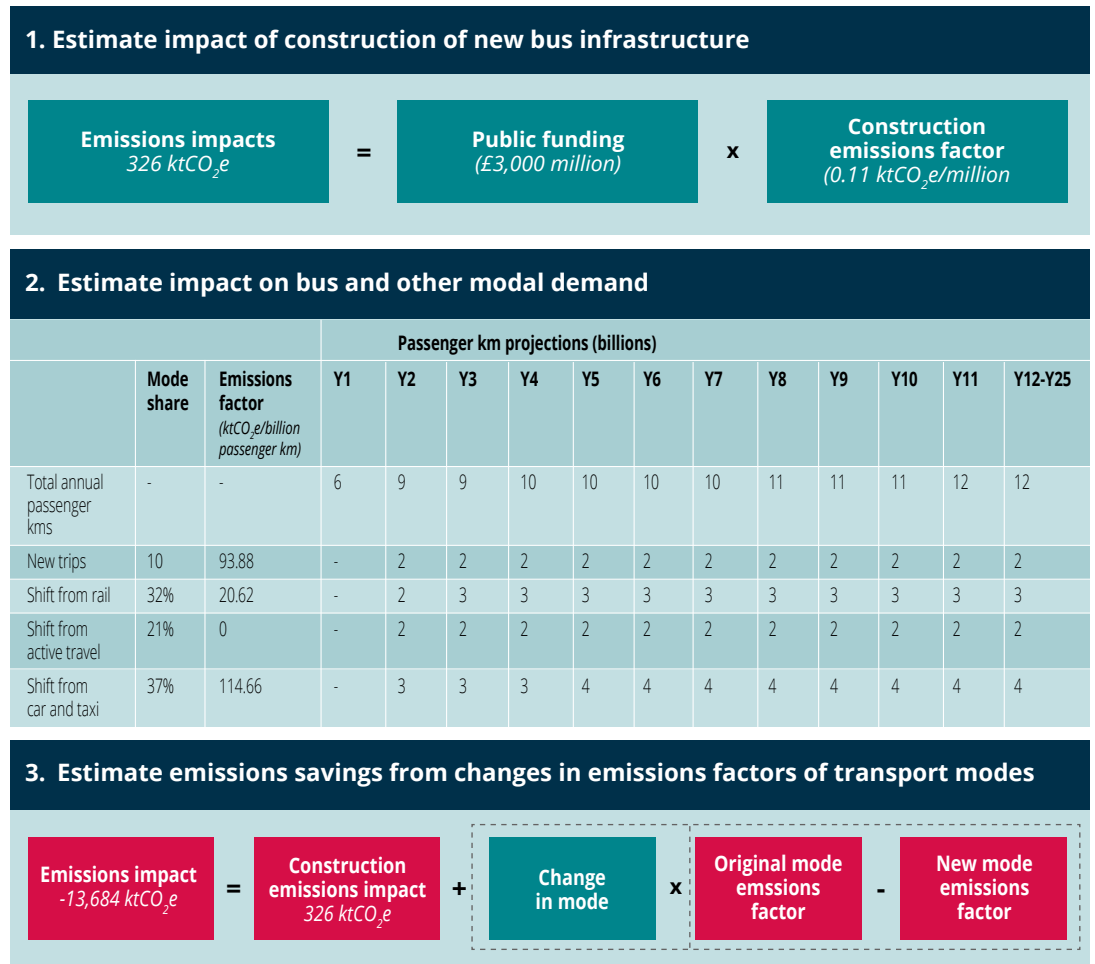 1. Estimate impact of construction of new bus infrastructure
Emissions impacts
326 ktCO₂e
=
Public funding
(£3,000 million)
x
Construction
emissions factor
(0.11 ktCO₂e/million
2. Estimate impact on bus and other modal demand
Passenger km projections (billions)
Mode share Emissions factor (ktCO₂e/billion passenger km) Y1 Y2 Y3 Y4 Y5 Y6 Y7 Y8 Y9 Y10 Y11 Y12-Y25
Total annual passenger kms - - 6 9 9 10 10 10 10 11 11 11 12 12
New trips 10 93.88 - 2 2 2 2 2 2 2 2 2 2 2
Shift from rail 32% 20.62 - 2 3 3 3 3 3 3 3 3 3 3
Shift from active travel 21% 0 - 2 2 2 2 2 2 2 2 2 2 2
Shift from car and taxi 37% 114.66 - 3 3 3 4 4 4 4 4 4 4 4
3. Estimate emissions savings from changes in emissions factors of transport modes
Emissions impact
-13,684 ktCO₂e
=
Construction
emissions impact
326 ktCO₂e
+
Change
in mode
x
Original mode
emssions
factor
-
New mode
emissions
factor